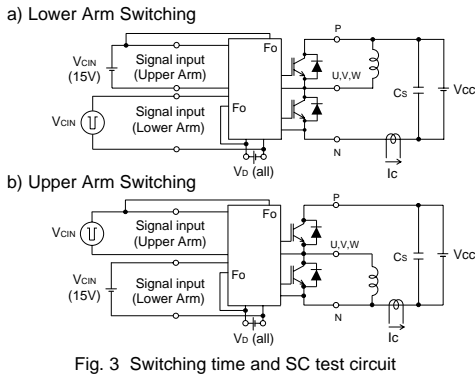 a) Lower Arm Switching
P
Fo
VCIN
(15V)
Signal input
(Upper Arm)
U,V,W
CS
VCC
VCIN
Signal input
(Lower Arm)
Fo
N
VD (all)
Ic
b) Upper Arm Switching
P
Fo
VCIN
Signal input
(Upper Arm)
U,V,W
CS
VCC
VCIN
(15V)
Signal input
(Lower Arm)
Fo
N
VD (all)
Ic
Fig. 3 Switching time and SC test circuit